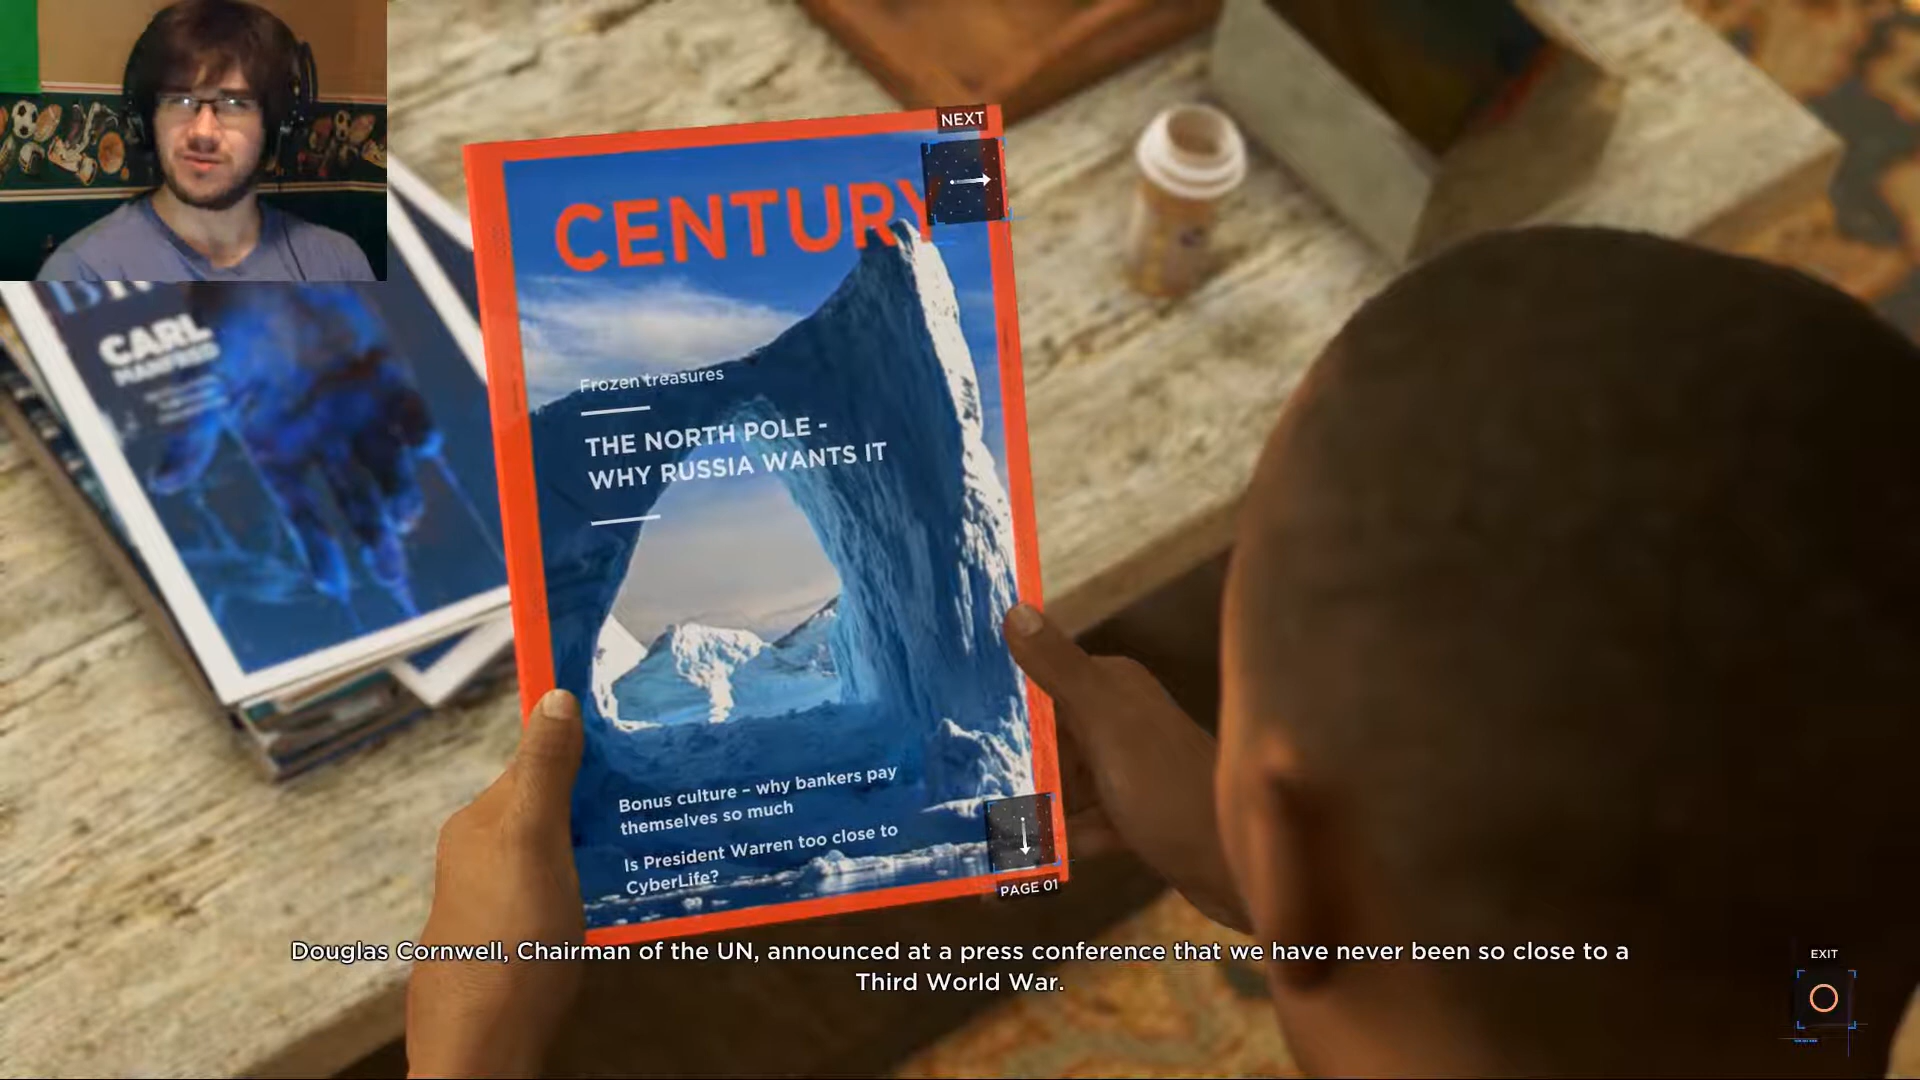 NEXT
CENTURY
CARL
MANFRED
Frozen treasures
THE NORTH POLE -
WHY RUSSIA WANTS IT
Bonus culture – why bankers pay
themselves so much
Is President Warren too close to
CyberLife?
PAGE 01
Douglas Cornwell, Chairman of the UN, announced at a press conference that we have never been so close to a
Third World War.
EXIT